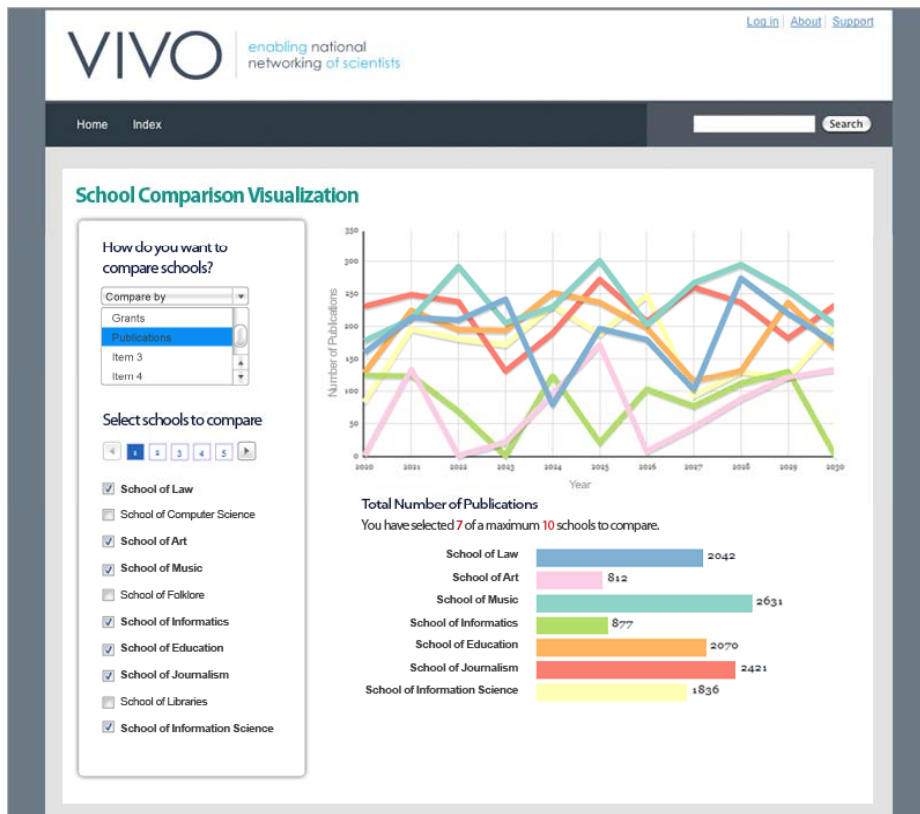 Log in About Support
VIVO
enabling national
networking of scientists
Home Index Search
School Comparison Visualization
How do you want to
compare schools?
Compare by
Grants
Publications
Item 3
Item 4
Select schools to compare
1 2 3 4 5
School of Law
School of Computer Science
School of Art
School of Music
School of Folklore
School of Informatics
School of Education
School of Journalism
School of Libraries
School of Information Science
350
300
250
200
150
100
50
0
Number of Publications
2010 2011 2012 2013 2014 2015 2016 2017 2018 2019 2030
Year
Total Number of Publications
You have selected 7 of a maximum 10 schools to compare.
School of Law 2042
School of Art 812
School of Music 2631
School of Informatics 877
School of Education 2070
School of Journalism 2421
School of Information Science 1836